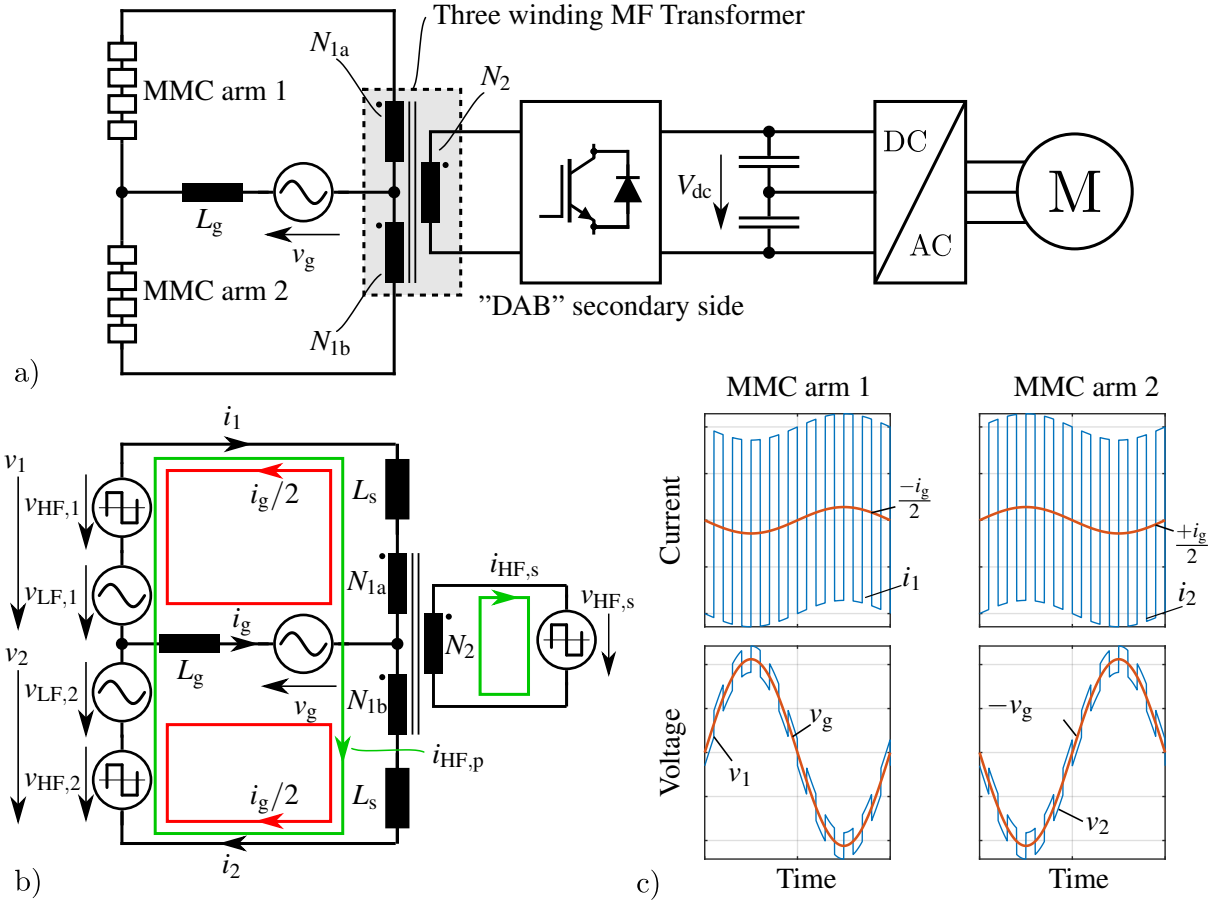 Three winding MF Transformer
N1a
N2
MMC arm 1
DC
Vdc
M
Lg
vg
AC
MMC arm 2
”DAB” secondary side
N1b
a)
MMC arm 1
MMC arm 2
i1
v1
vHF,1
ig/2
Ls
−ig/2
Current
+ig/2
N1a
iHF,s
i1
i2
vLF,1
vHF,s
ig
N2
v2
Lg
vLF,2
vg
N1b
vg
−vg
Voltage
v1
v2
iHF,p
vHF,2
Ls
ig/2
i2
Time
Time
b)
c)